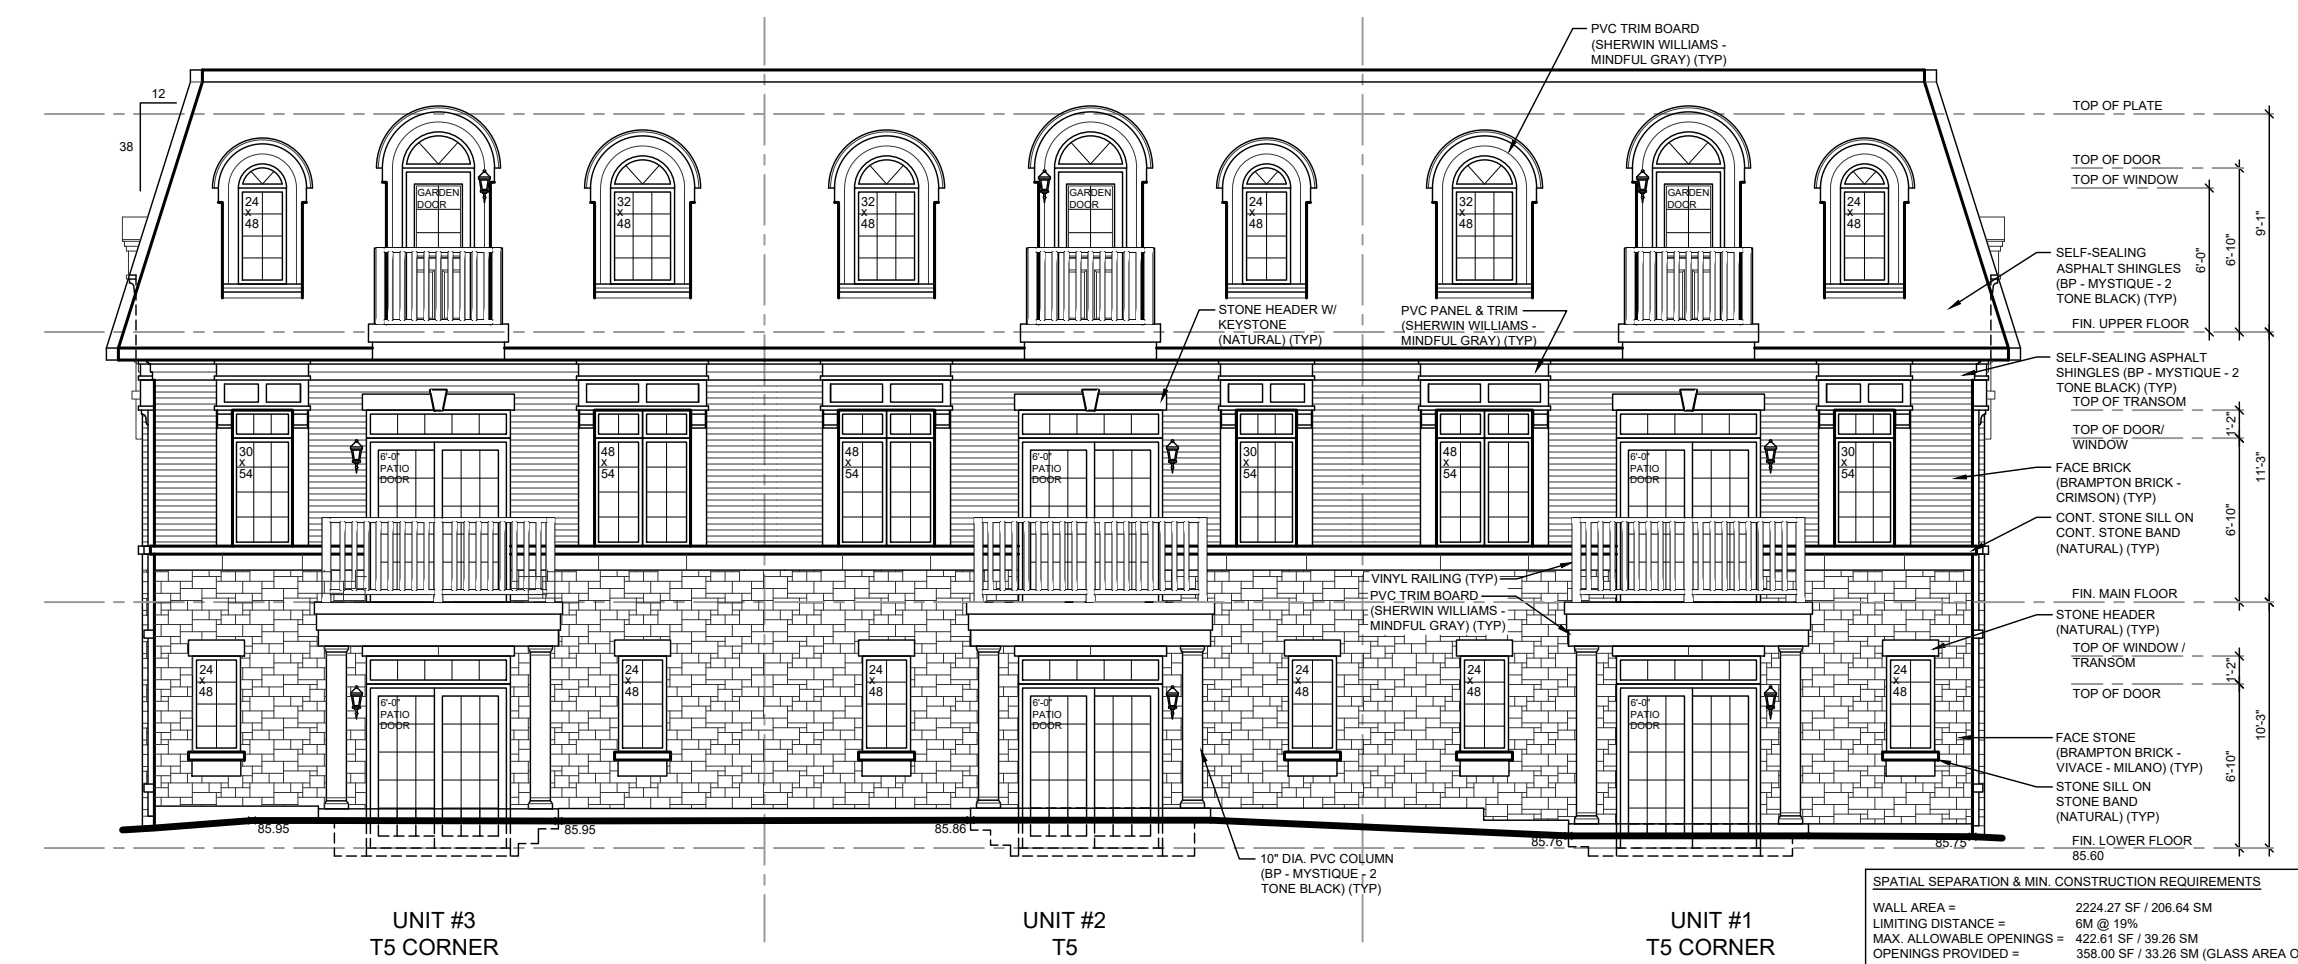 PVC TRIM BOARD
(SHERWIN WILLIAMS -
MINDFUL GRAY) (TYP)
12
38
TOP OF PLATE
TOP OF DOOR
TOP OF WINDOW
6'-0"
6'-10"
9'-1"
24
x
48
GARDEN
DOOR
32
x
48
32
x
48
GARDEN
DOOR
24
x
48
32
x
48
GARDEN
DOOR
24
x
48
SELF-SEALING
ASPHALT SHINGLES
(BP - MYSTIQUE - 2
TONE BLACK) (TYP)
STONE HEADER W/
KEYSTONE
(NATURAL) (TYP)
PVC PANEL & TRIM
(SHERWIN WILLIAMS -
MINDFUL GRAY) (TYP)
FIN. UPPER FLOOR
SELF-SEALING ASPHALT
SHINGLES (BP - MYSTIQUE - 2
TONE BLACK) (TYP)
TOP OF TRANSOM
1'-2"
TOP OF DOOR/
WINDOW
6'-10"
11'-3"
30
x
54
6'-0"
PATIO
DOOR
48
x
54
48
x
54
6'-0"
PATIO
DOOR
30
x
54
48
x
54
6'-0"
PATIO
DOOR
30
x
54
FACE BRICK
(BRAMPTON BRICK -
CRIMSON) (TYP)
CONT. STONE SILL ON
CONT. STONE BAND
(NATURAL) (TYP)
VINYL RAILING (TYP)
PVC TRIM BOARD
(SHERWIN WILLIAMS -
MINDFUL GRAY) (TYP)
FIN. MAIN FLOOR
STONE HEADER
(NATURAL) (TYP)
TOP OF WINDOW /
TRANSOM
1'-2"
TOP OF DOOR
6'-10"
10'-3"
24
x
48
6'-0"
PATIO
DOOR
24
x
48
24
x
48
6'-0"
PATIO
DOOR
24
x
48
24
x
48
6'-0"
PATIO
DOOR
24
x
48
FACE STONE
(BRAMPTON BRICK -
VIVACE - MILANO) (TYP)
STONE SILL ON
STONE BAND
(NATURAL) (TYP)
85.95
85.95
85.86
85.76
85.75
FIN. LOWER FLOOR
85.60
10" DIA. PVC COLUMN
(BP - MYSTIQUE - 2
TONE BLACK) (TYP)
UNIT #3
T5 CORNER
UNIT #2
T5
UNIT #1
T5 CORNER
SPATIAL SEPARATION & MIN. CONSTRUCTION REQUIREMENTS
WALL AREA = 2224.27 SF / 206.64 SM
LIMITING DISTANCE = 6M @ 19%
MAX. ALLOWABLE OPENINGS = 422.61 SF / 39.26 SM
OPENINGS PROVIDED = 358.00 SF / 33.26 SM (GLASS AREA O